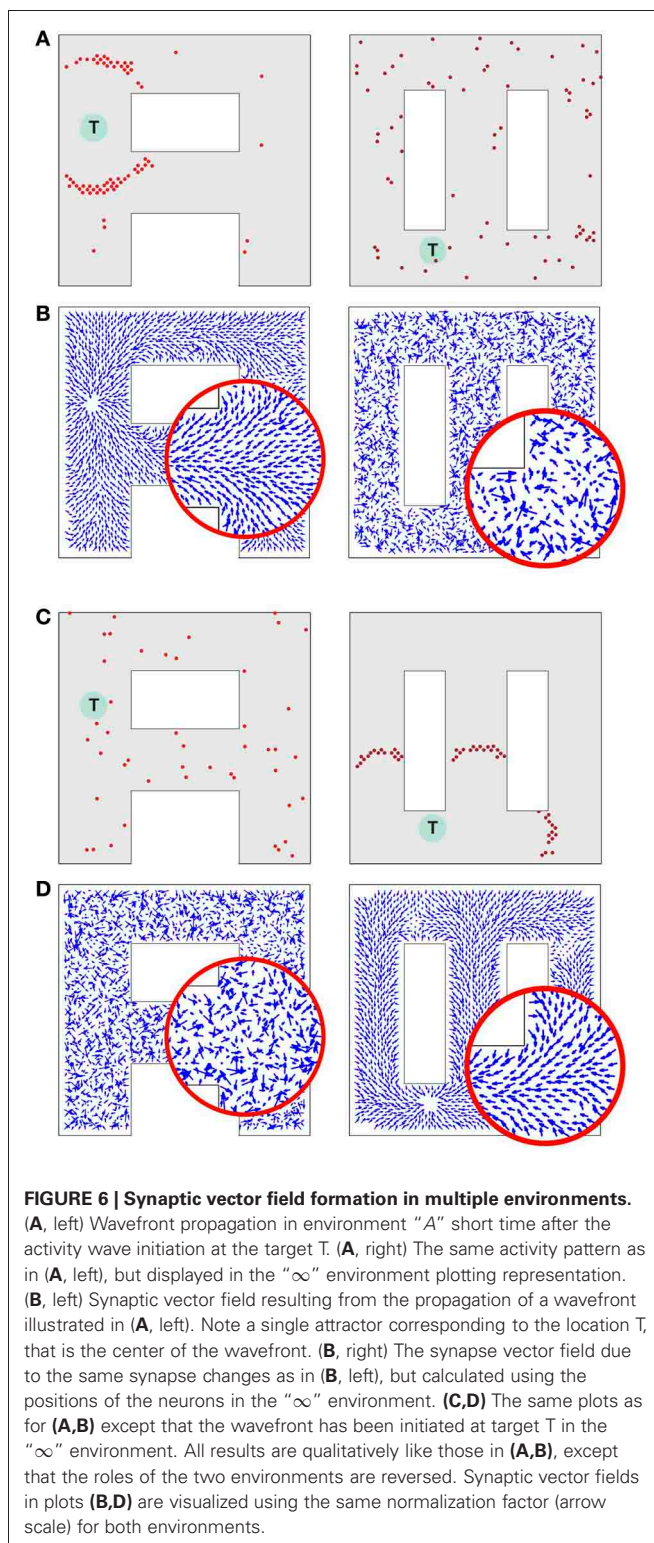 A
T
T
B
C
T
T
D
FIGURE 6 | Synaptic vector field formation in multiple environments.
(A, left) Wavefront propagation in environment “A” short time after the
activity wave initiation at the target T. (A, right) The same activity pattern as
in (A, left), but displayed in the “∞” environment plotting representation.
(B, left) Synaptic vector field resulting from the propagation of a wavefront
illustrated in (A, left). Note a single attractor corresponding to the location T,
that is the center of the wavefront. (B, right) The synapse vector field due
to the same synapse changes as in (B, left), but calculated using the
positions of the neurons in the “∞” environment. (C,D) The same plots as
for (A,B) except that the wavefront has been initiated at target T in the
“∞” environment. All results are qualitatively like those in (A,B), except
that the roles of the two environments are reversed. Synaptic vector fields
in plots (B,D) are visualized using the same normalization factor (arrow
scale) for both environments.